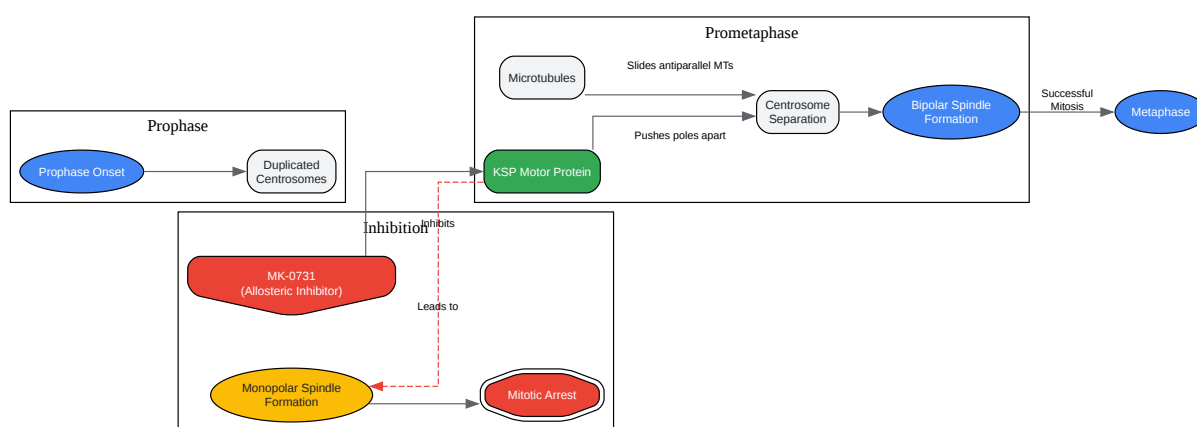 Prometaphase
Microtubules
Slides antiparallel MTs
Centrosome
Separation
Bipolar Spindle
Formation
Successful
Mitosis
Metaphase
Prophase
Prophase Onset
Duplicated
Centrosomes
Pushes poles apart
KSP Motor Protein
Inhibition
Inhibits
MK-0731
(Allosteric Inhibitor)
Leads to
Monopolar Spindle
Formation
Mitotic Arrest